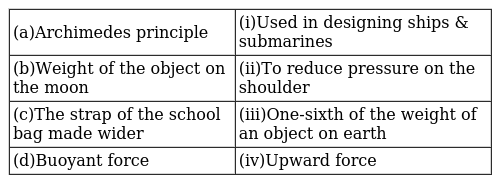 (a)Archimedes principle
(i)Used in designing ships &
submarines
(b)Weight of the object on
the moon
(ii)To reduce pressure on the
shoulder
(c)The strap of the school
bag made wider
(iii)One-sixth of the weight of
an object on earth
(d)Buoyant force
(iv)Upward force